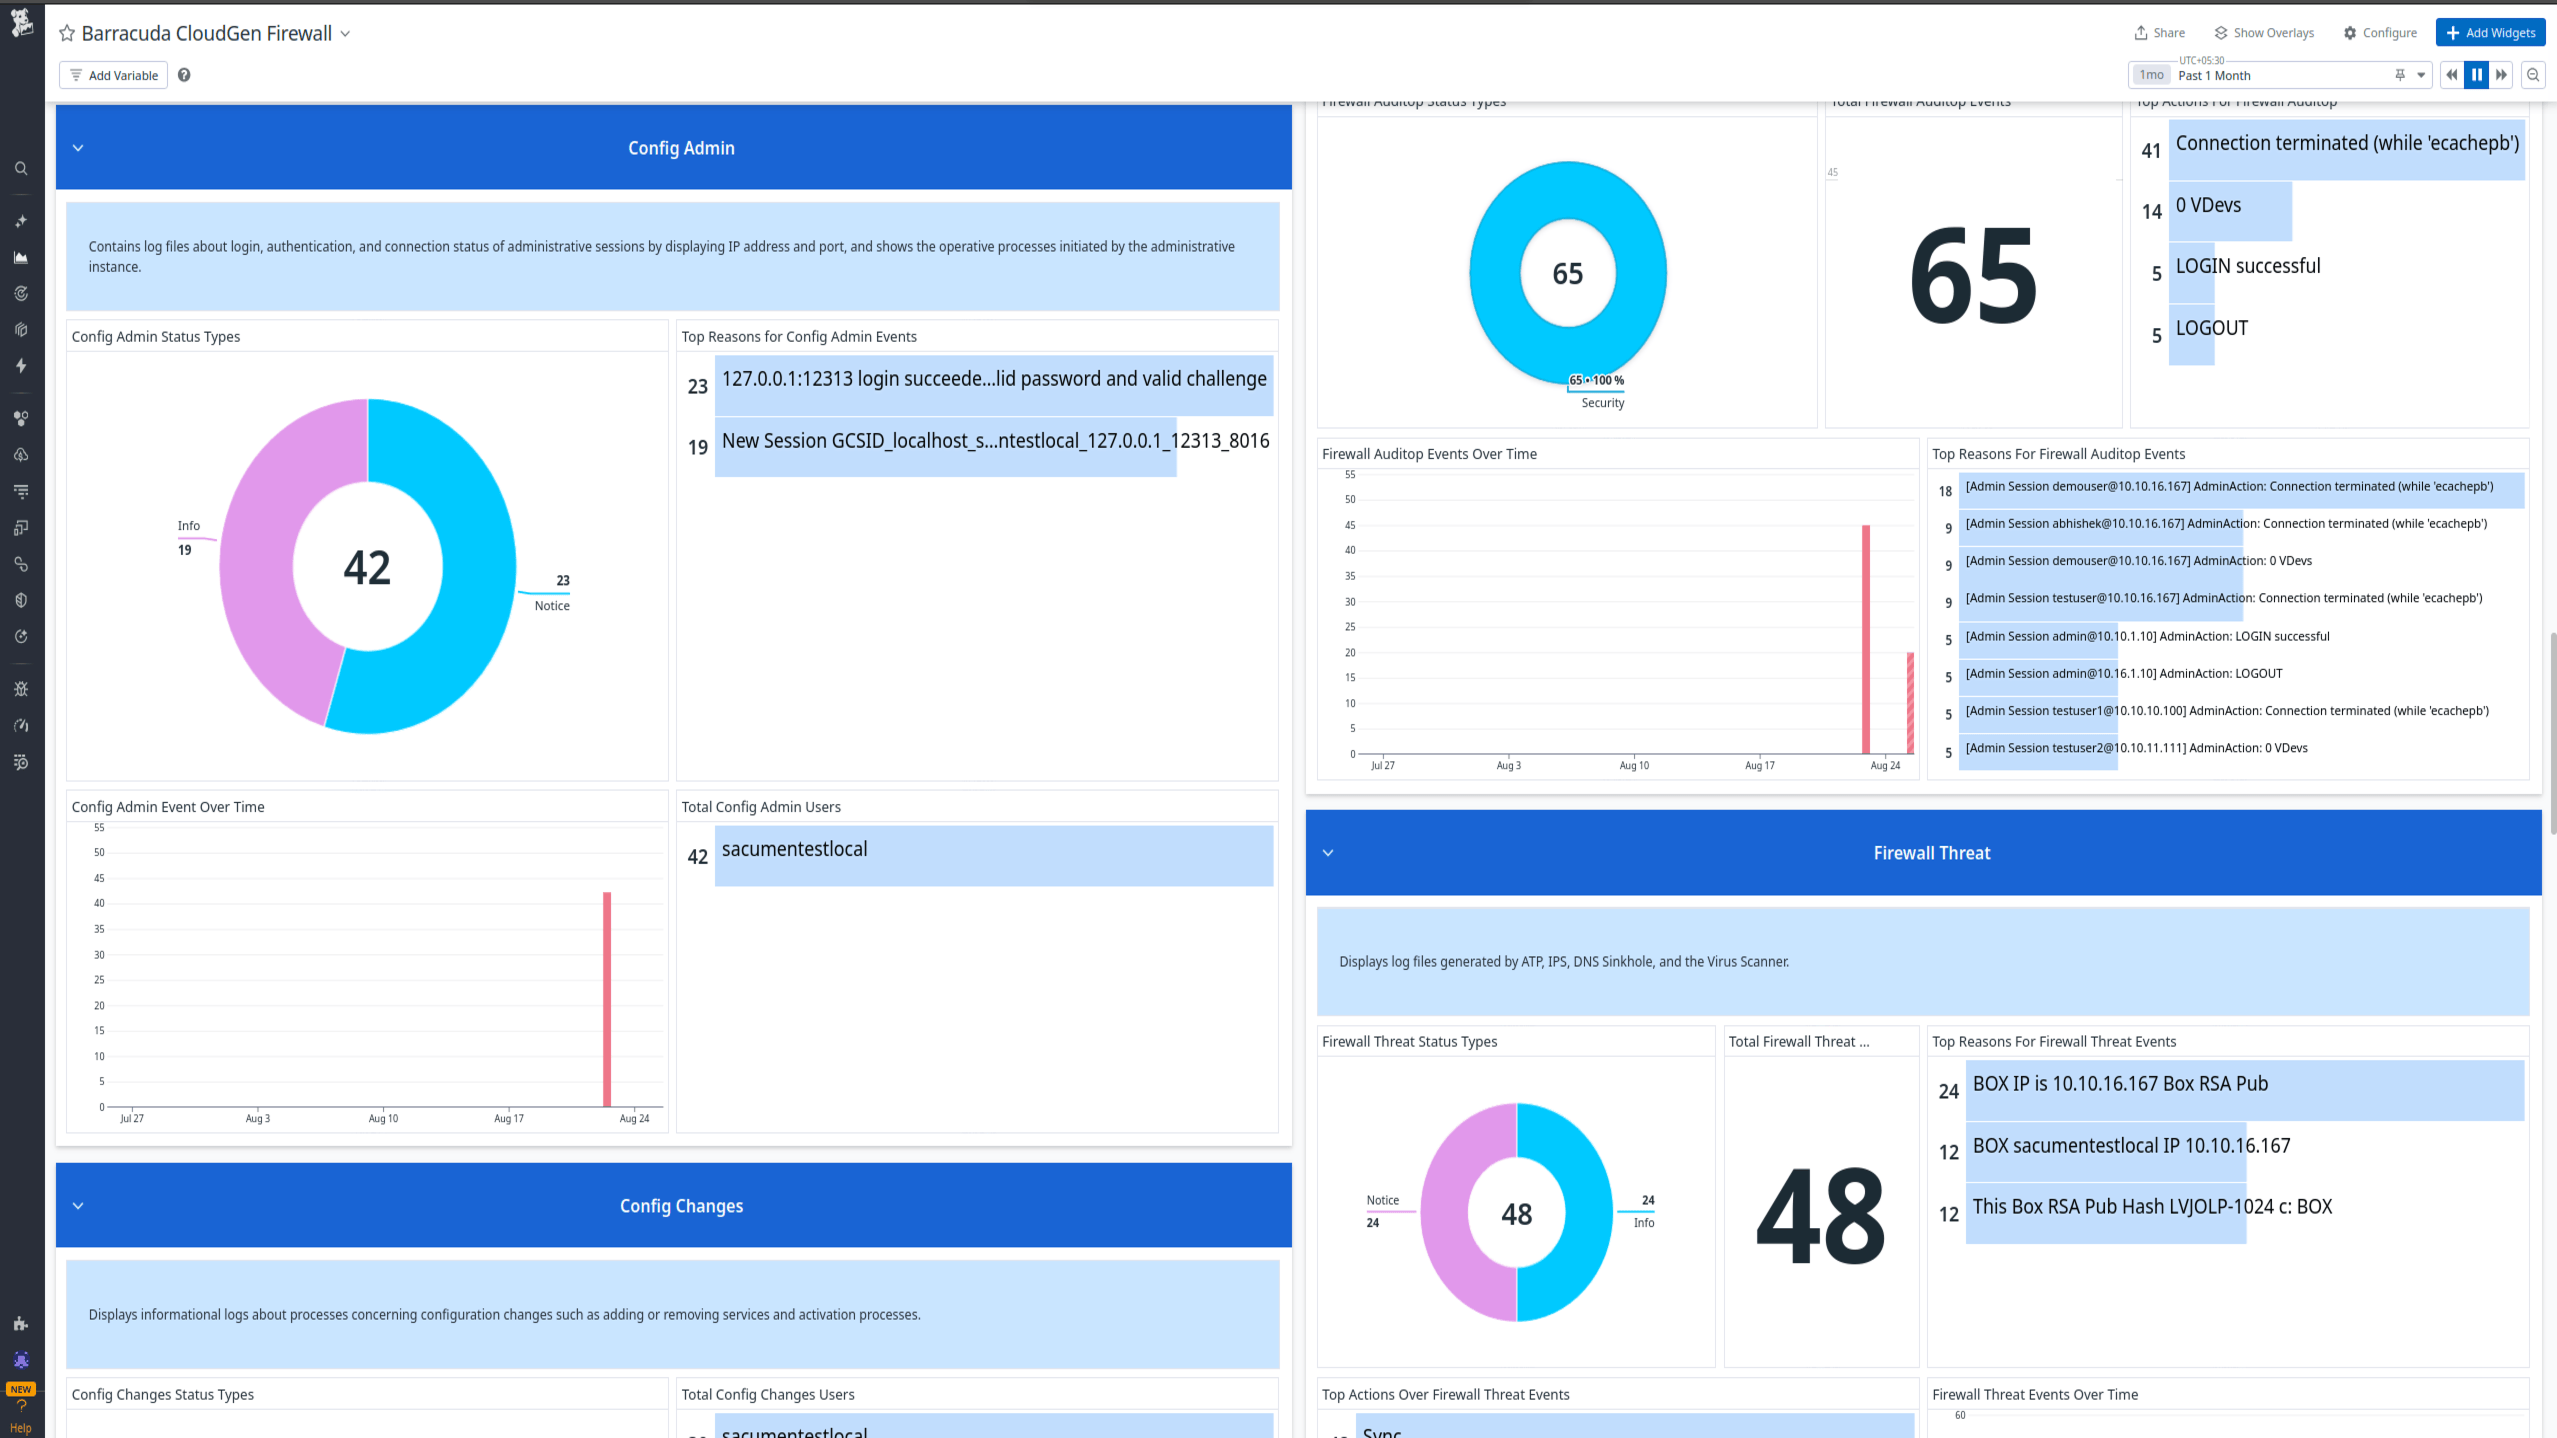 Barracuda CloudGen Firewall
Share
Show Overlays
Configure
Add Widgets
Add Variable
UTC+05:30
1mo Past 1 Month
Config Admin
Contains log files about login, authentication, and connection status of administrative sessions by displaying IP address and port, and shows the operative processes initiated by the administrative
instance.
Config Admin Status Types
Info
19
42
23
Notice
Top Reasons for Config Admin Events
23 127.0.0.1:12313 login succeede...lid password and valid challenge
19 New Session GCSID_localhost_s...ntestlocal_127.0.0.1_12313_8016
Config Admin Event Over Time
55
50
45
40
35
30
25
20
15
10
5
0
Jul 27 Aug 3 Aug 10 Aug 17 Aug 24
Total Config Admin Users
42 sacumentestlocal
Config Changes
Displays informational logs about processes concerning configuration changes such as adding or removing services and activation processes.
Config Changes Status Types
Total Config Changes Users
sacumentestlocal
Firewall Auditop Status Types
65
65 • 100 %
Security
Total Firewall Auditop Events
45
65
Top Actions For Firewall Auditop
41 Connection terminated (while 'ecachepb')
14 0 VDevs
5 LOGIN successful
5 LOGOUT
Firewall Auditop Events Over Time
55
50
45
40
35
30
25
20
15
10
5
0
Jul 27 Aug 3 Aug 10 Aug 17 Aug 24
Top Reasons For Firewall Auditop Events
18 [Admin Session demouser@10.10.16.167] AdminAction: Connection terminated (while 'ecachepb')
9 [Admin Session abhishek@10.10.16.167] AdminAction: Connection terminated (while 'ecachepb')
9 [Admin Session demouser@10.10.16.167] AdminAction: 0 VDevs
9 [Admin Session testuser@10.10.16.167] AdminAction: Connection terminated (while 'ecachepb')
5 [Admin Session admin@10.10.1.10] AdminAction: LOGIN successful
5 [Admin Session admin@10.16.1.10] AdminAction: LOGOUT
5 [Admin Session testuser1@10.10.10.100] AdminAction: Connection terminated (while 'ecachepb')
5 [Admin Session testuser2@10.10.11.111] AdminAction: 0 VDevs
Firewall Threat
Displays log files generated by ATP, IPS, DNS Sinkhole, and the Virus Scanner.
Firewall Threat Status Types
Notice
24
48
24
Info
Total Firewall Threat ...
48
Top Reasons For Firewall Threat Events
24 BOX IP is 10.10.16.167 Box RSA Pub
12 BOX sacumentestlocal IP 10.10.16.167
12 This Box RSA Pub Hash LVJOLP-1024 c: BOX
Top Actions Over Firewall Threat Events
Sync
Firewall Threat Events Over Time
60
NEW
Help